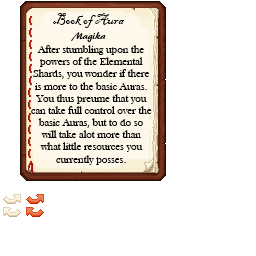 Book of Aura
Magika
After stumbling upon the
powers of the Elemental
Shards, you wonder if there
is more to the basic Auras.
You thus preume that you
can take full control over the
basic Auras, but to do so
will take alot more than
what little resources you
currently posses.